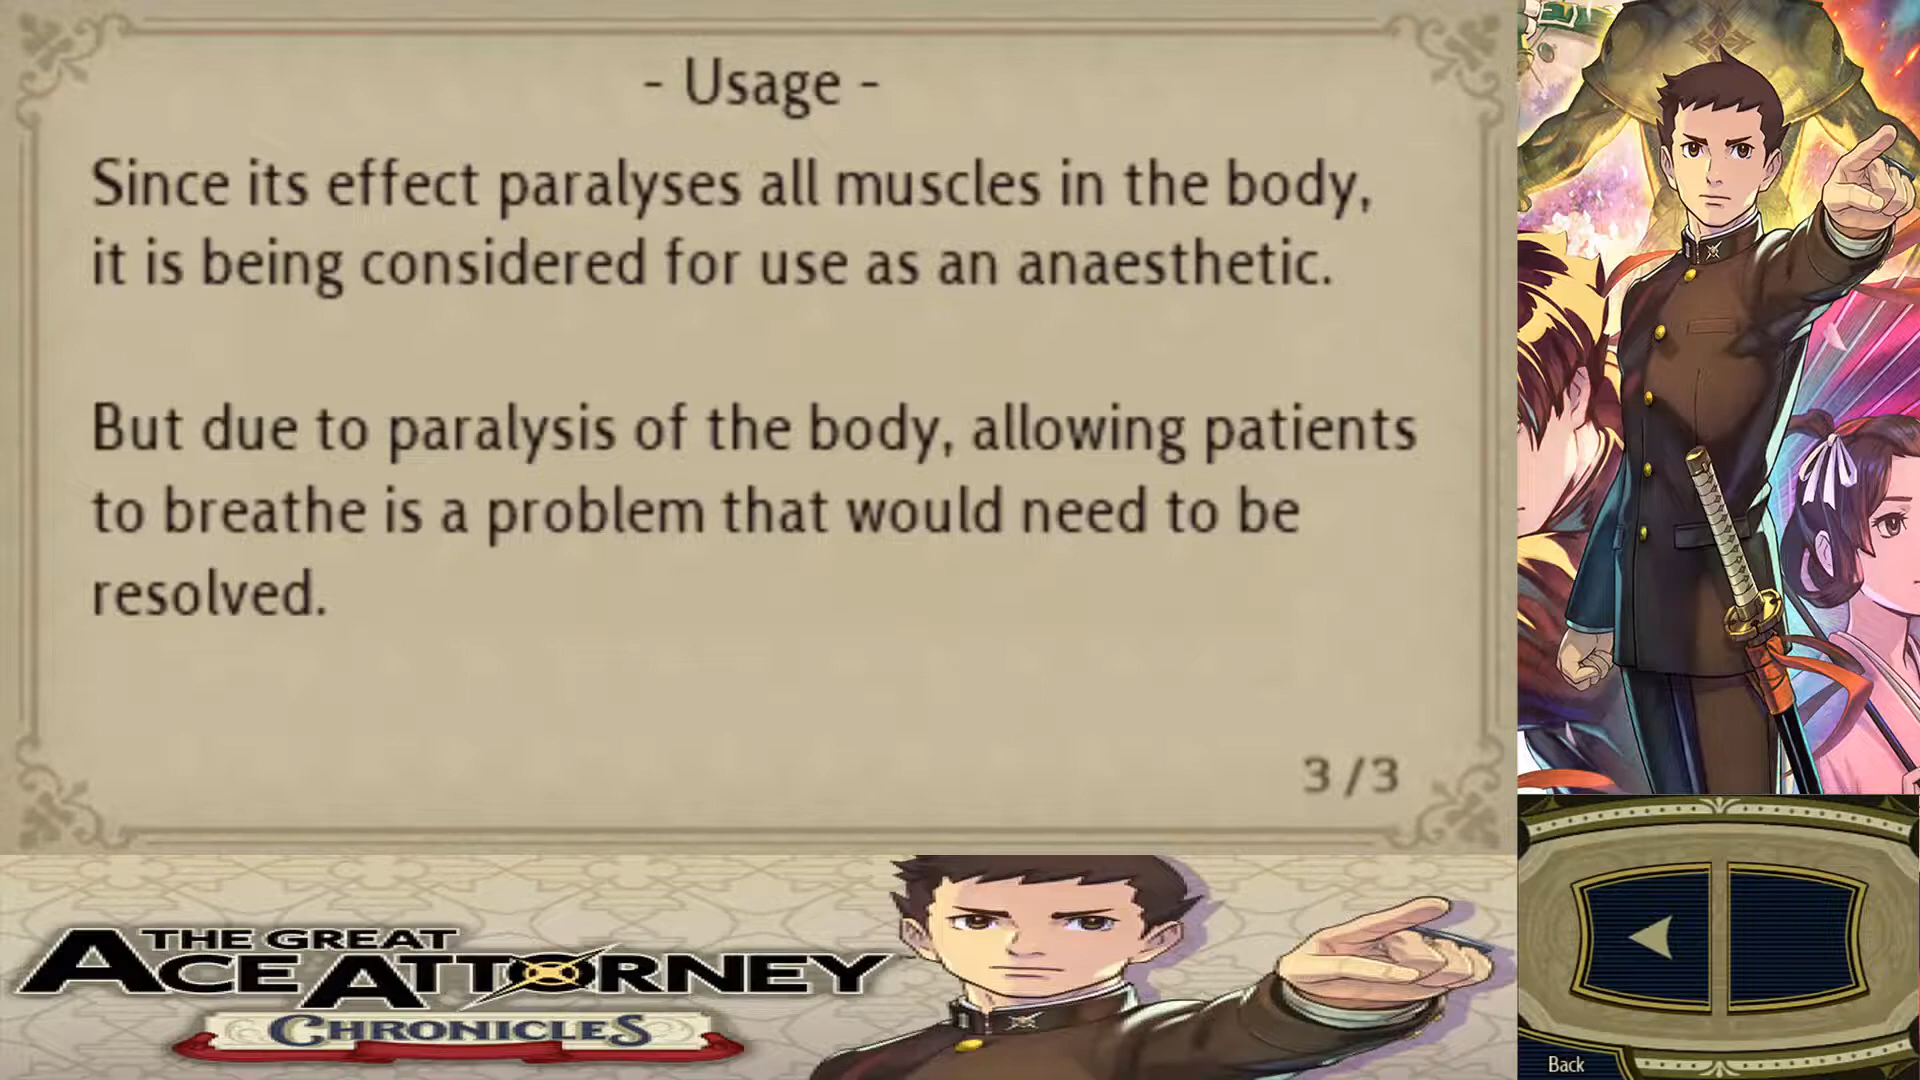 - Usage -
Since its effect paralyses all muscles in the body,
it is being considered for use as an anaesthetic.
But due to paralysis of the body, allowing patients
to breathe is a problem that would need to be
resolved.
3/3
THE GREAT
ACE ATTORNEY
CHRONICLES
Back